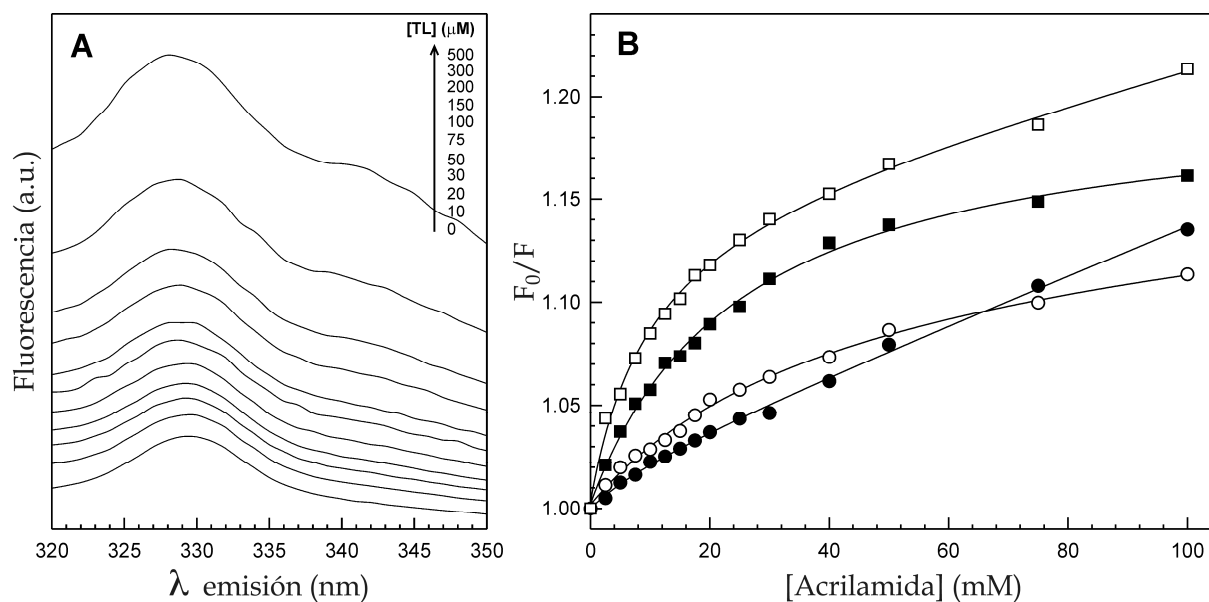 A
[TL] (μM)
500
300
200
150
100
75
50
30
20
10
0
Fluorescencia (a.u.)
320 325 330 335 340 345 350
λ emisión (nm)
B
1.20
1.15
1.10
1.05
1.00
F₀/F
0 20 40 60 80 100
[Acrilamida] (mM)